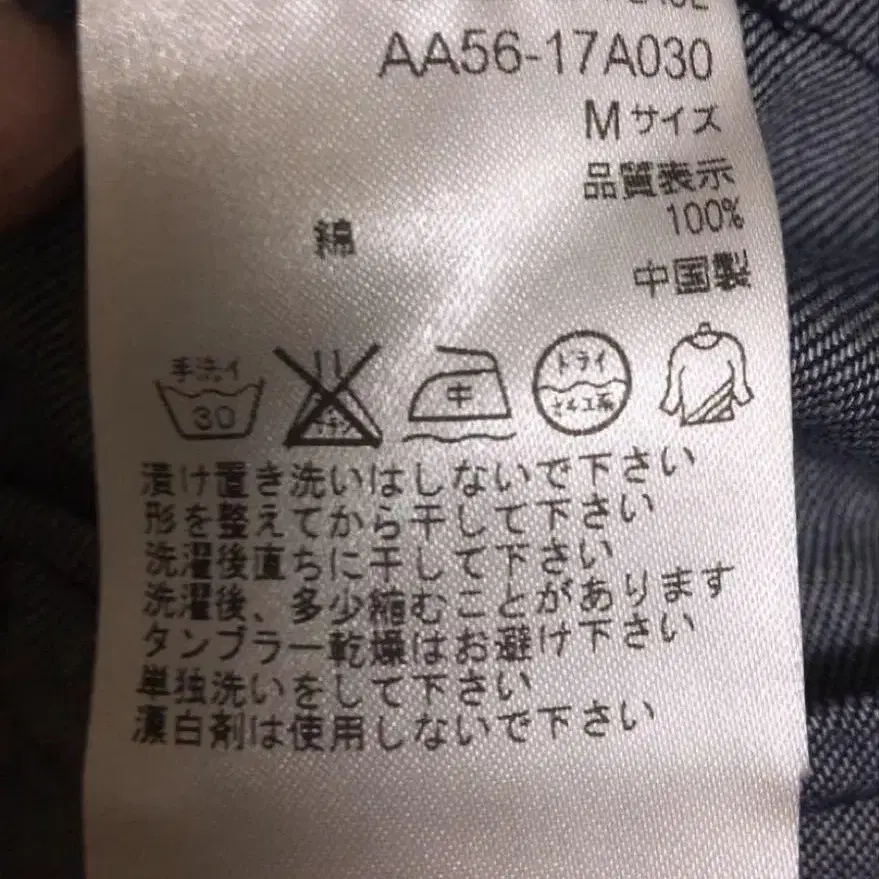 AA56-17A030
Mサイズ
品質表示
綿 100%
中国製
手洗イ 30
中
ドライ
漬け置き洗いはしないで下さい
形を整えてから干して下さい
洗濯後直ちに干して下さい
洗濯後、多少縮むことがあります
タンブラー乾燥はお避け下さい
単独洗いをして下さい
漂白剤は使用しないで下さい